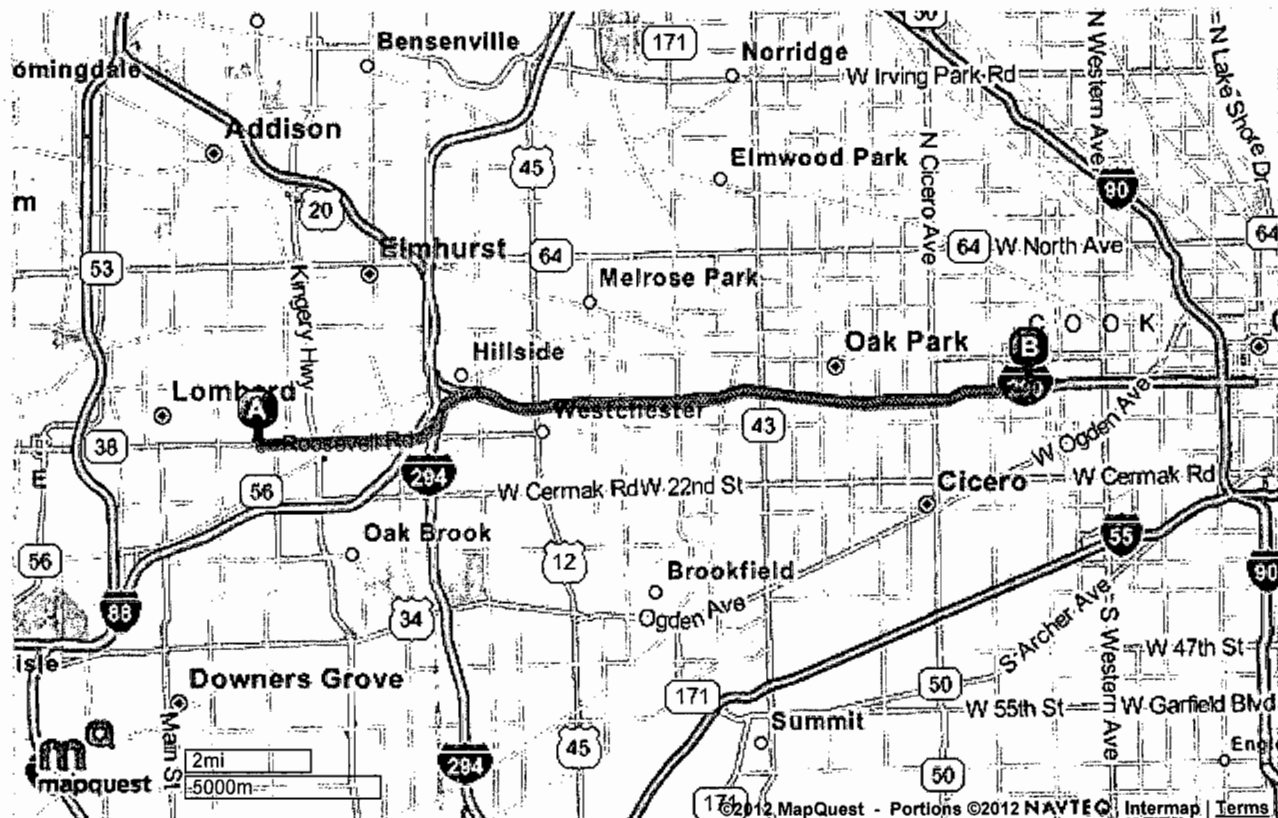 Bensenville
171
Norridge
W Irving Park Rd
N Western Ave
N Lake Shore Dr
omingdale
Addison
Elmwood Park
N Cicero Ave
45
90
m
20
Elmhurst
64
64
W North Ave
64
53
Melrose Park
Kingery Hwy
C O O K
B
Hillside
Oak Park
290
Lombard
A
Westchester
43
W Ogden Ave
38
Roosevelt Rd
294
E
56
W Cermak Rd
W 22nd St
Cicero
W Cermak Rd
Oak Brook
55
56
12
Brookfield
90
88
34
Ogden Ave
S Archer Ave
S Western Ave
W 47th St
isle
Downers Grove
171
50
W 55th St
W Garfield Blvd
Main St
Summit
45
mapquest
2mi
294
50
5000m
©2012 MapQuest - Portions ©2012 NAVTEQ | Intermap | Terms